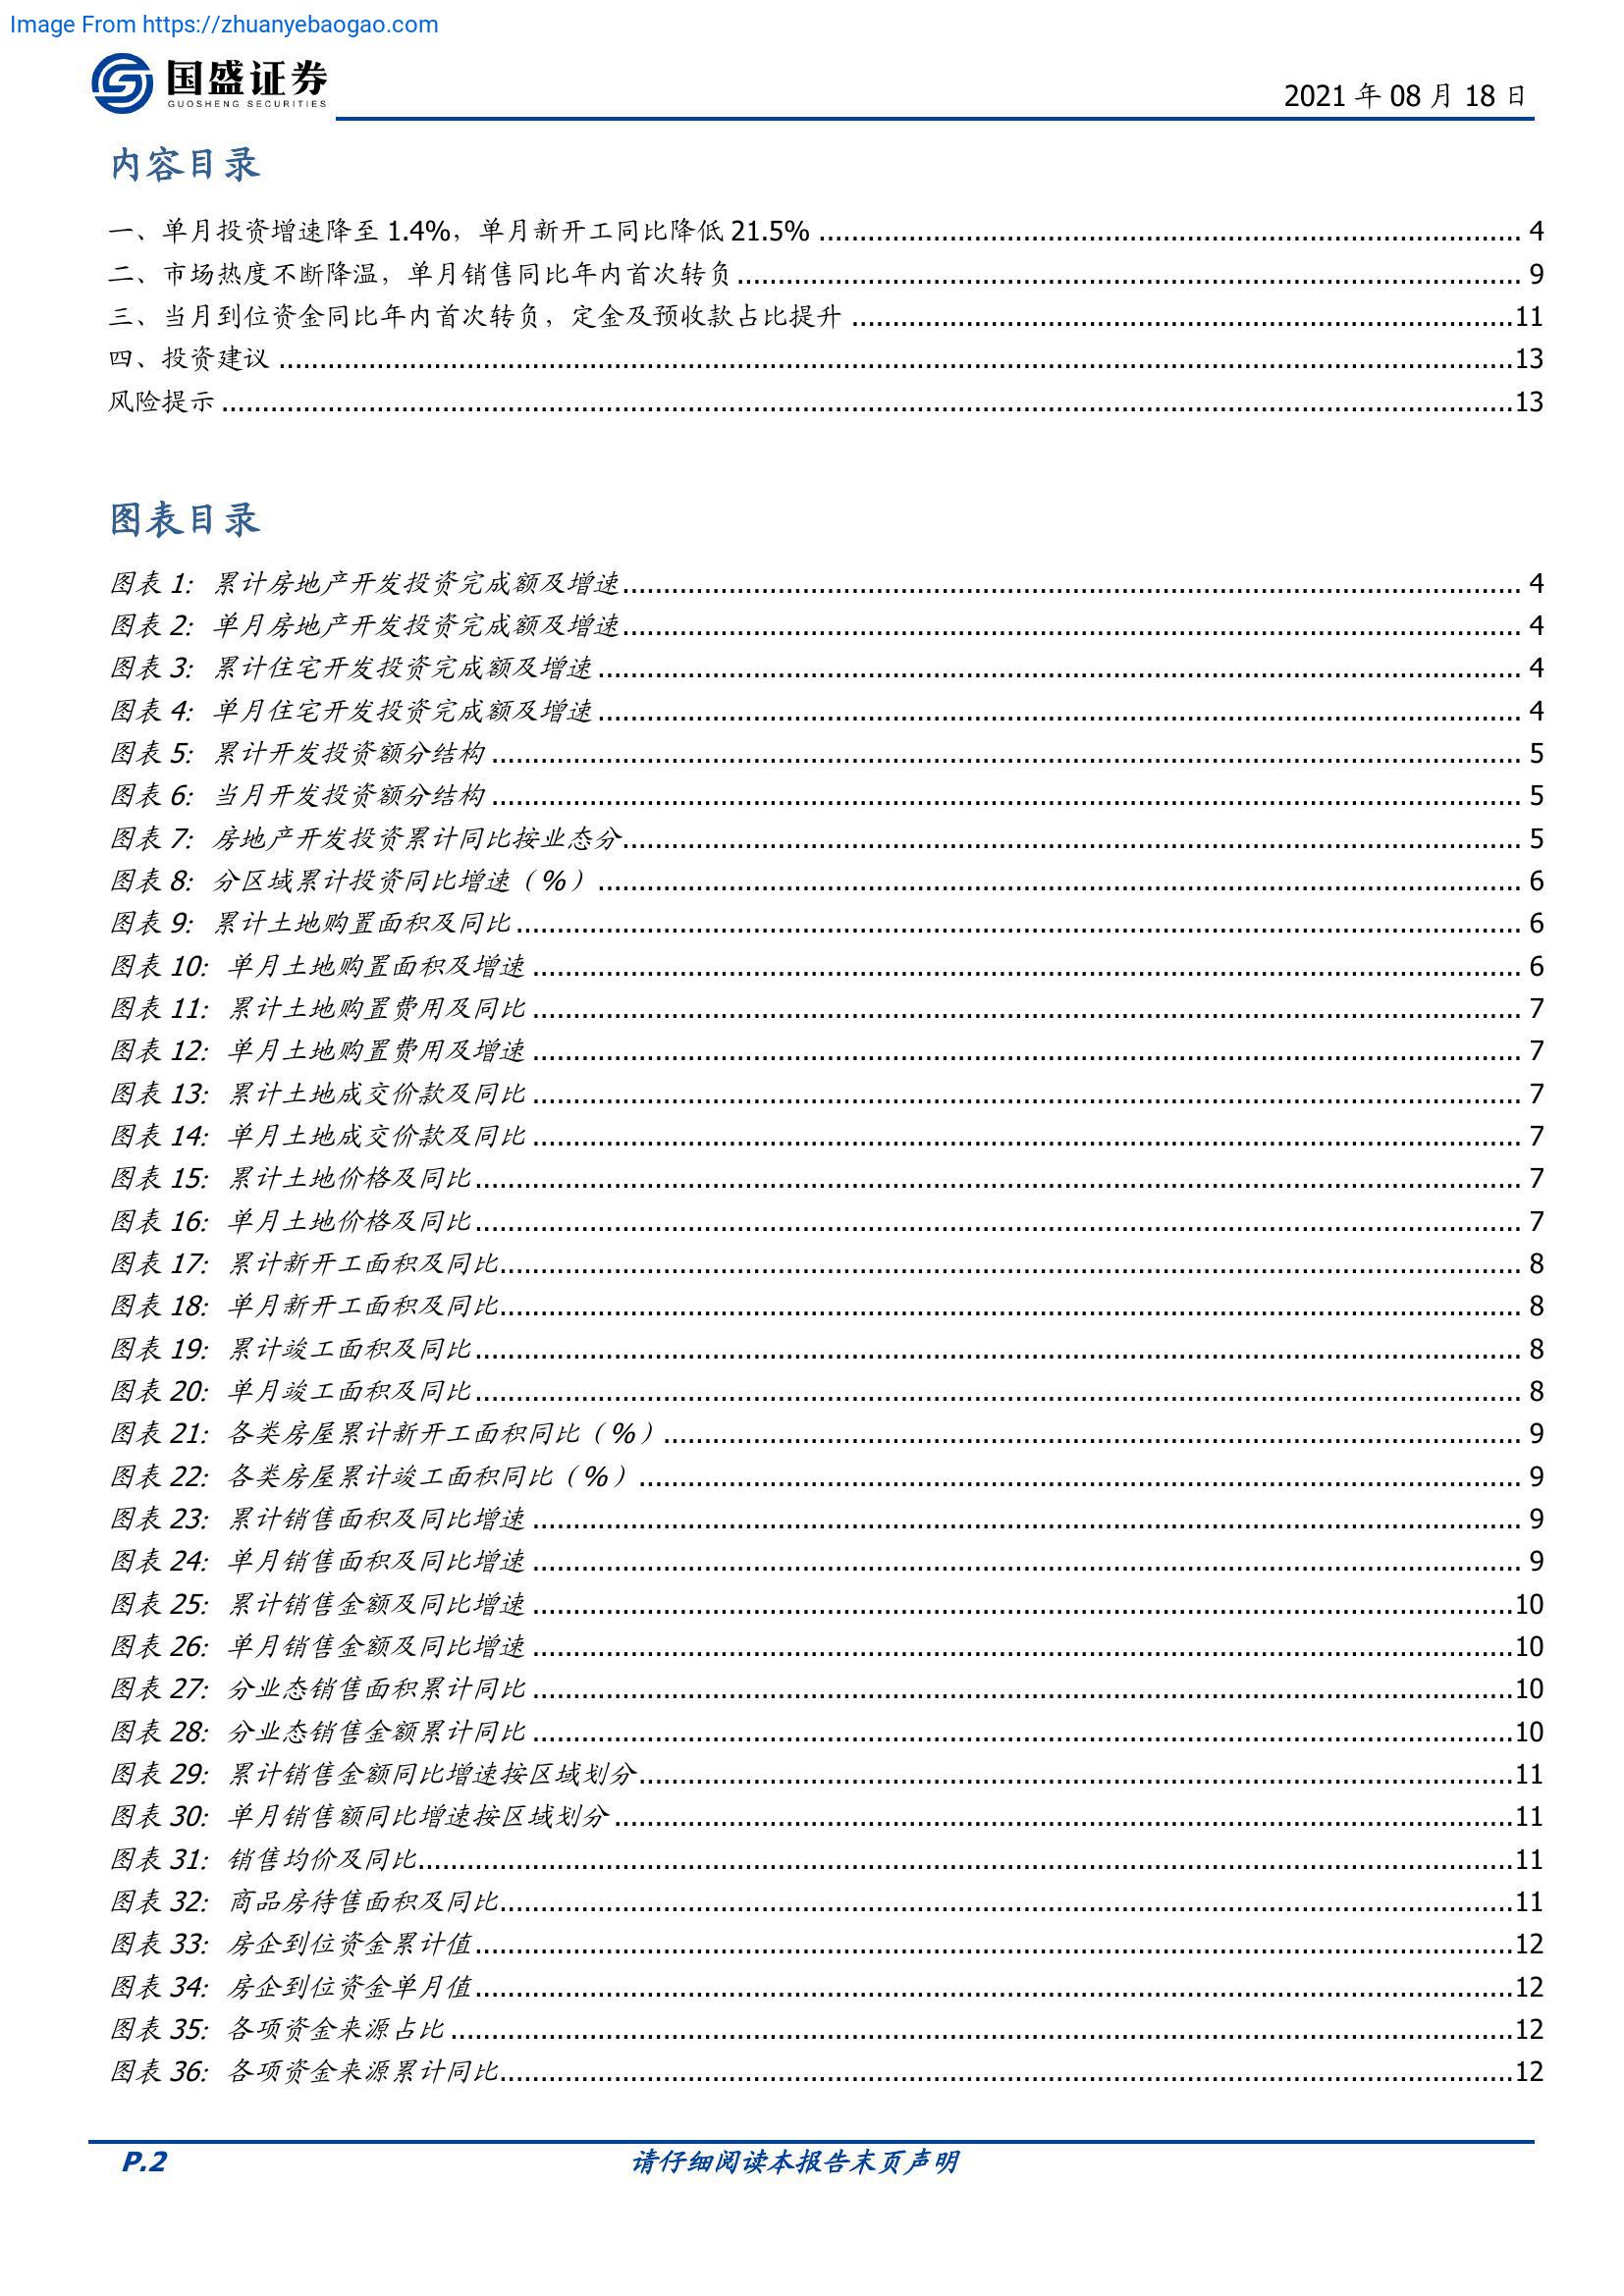 Image From https://zhuanyebaogao.com
国盛证券
GUOSHENG SECURITIES
2021 年 08 月 18 日
内容目录
一、单月投资增速降至 1.4%，单月新开工同比降低 21.5% ........ 4
二、市场热度不断降温，单月销售同比年内首次转负 ........ 9
三、当月到位资金同比年内首次转负，定金及预收款占比提升 ........ 11
四、投资建议 ........ 13
风险提示 ........ 13
图表目录
图表 1：累计房地产开发投资完成额及增速 ........ 4
图表 2：单月房地产开发投资完成额及增速 ........ 4
图表 3：累计住宅开发投资完成额及增速 ........ 4
图表 4：单月住宅开发投资完成额及增速 ........ 4
图表 5：累计开发投资额分结构 ........ 5
图表 6：当月开发投资额分结构 ........ 5
图表 7：房地产开发投资累计同比按业态分 ........ 5
图表 8：分区域累计投资同比增速（%） ........ 6
图表 9：累计土地购置面积及同比 ........ 6
图表 10：单月土地购置面积及增速 ........ 6
图表 11：累计土地购置费用及同比 ........ 7
图表 12：单月土地购置费用及增速 ........ 7
图表 13：累计土地成交价款及同比 ........ 7
图表 14：单月土地成交价款及同比 ........ 7
图表 15：累计土地价格及同比 ........ 7
图表 16：单月土地价格及同比 ........ 7
图表 17：累计新开工面积及同比 ........ 8
图表 18：单月新开工面积及同比 ........ 8
图表 19：累计竣工面积及同比 ........ 8
图表 20：单月竣工面积及同比 ........ 8
图表 21：各类房屋累计新开工面积同比（%） ........ 9
图表 22：各类房屋累计竣工面积同比（%） ........ 9
图表 23：累计销售面积及同比增速 ........ 9
图表 24：单月销售面积及同比增速 ........ 9
图表 25：累计销售金额及同比增速 ........ 10
图表 26：单月销售金额及同比增速 ........ 10
图表 27：分业态销售面积累计同比 ........ 10
图表 28：分业态销售金额累计同比 ........ 10
图表 29：累计销售金额同比增速按区域划分 ........ 11
图表 30：单月销售额同比增速按区域划分 ........ 11
图表 31：销售均价及同比 ........ 11
图表 32：商品房待售面积及同比 ........ 11
图表 33：房企到位资金累计值 ........ 12
图表 34：房企到位资金单月值 ........ 12
图表 35：各项资金来源占比 ........ 12
图表 36：各项资金来源累计同比 ........ 12
P.2 请仔细阅读本报告末页声明